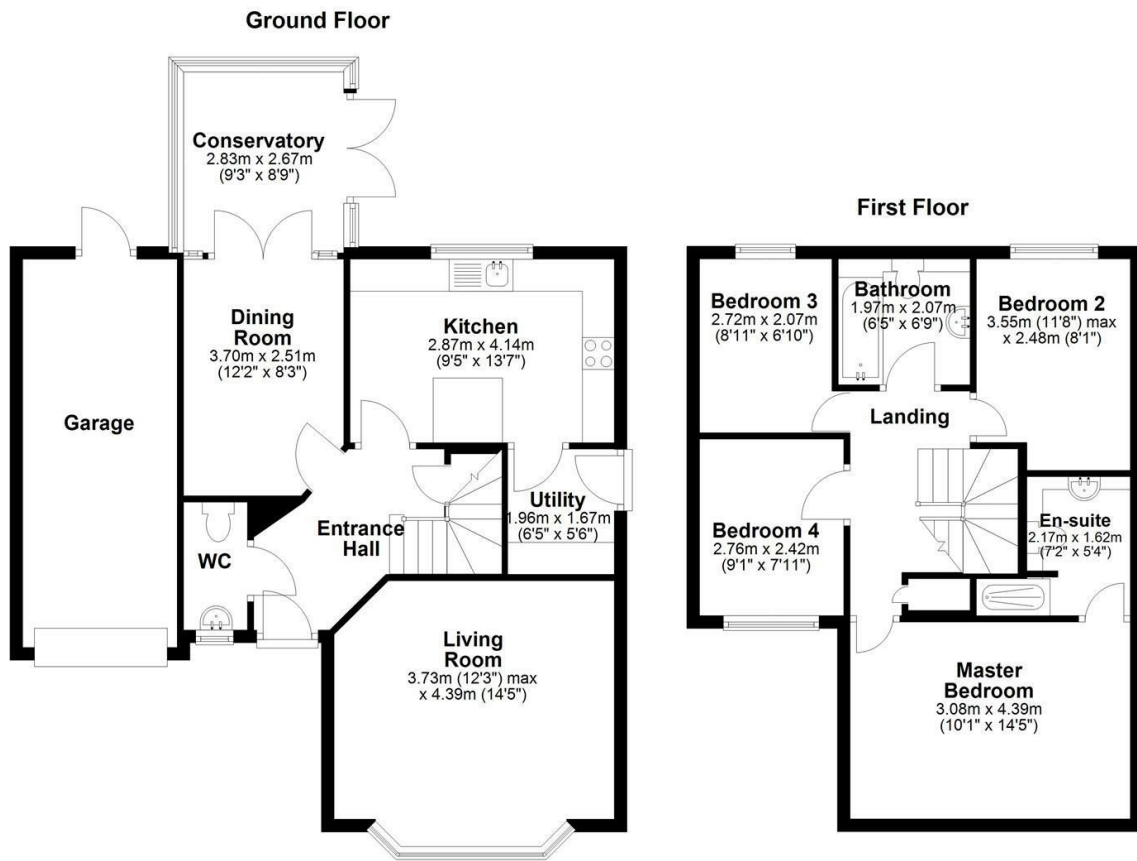 Ground Floor
Conservatory
2.83m x 2.67m
(9'3" x 8'9")
Dining
Room
3.70m x 2.51m
(12'2" x 8'3")
Kitchen
2.87m x 4.14m
(9'5" x 13'7")
Garage
Utility
1.96m x 1.67m
(6'5" x 5'6")
Entrance
Hall
WC
Living
Room
3.73m (12'3") max
x 4.39m (14'5")
First Floor
Bedroom 3
2.72m x 2.07m
(8'11" x 6'10")
Bathroom
1.97m x 2.07m
(6'5" x 6'9")
Bedroom 2
3.55m (11'8") max
x 2.48m (8'1")
Landing
Bedroom 4
2.76m x 2.42m
(9'1" x 7'11")
En-suite
2.17m x 1.62m
(7'2" x 5'4")
Master
Bedroom
3.08m x 4.39m
(10'1" x 14'5")